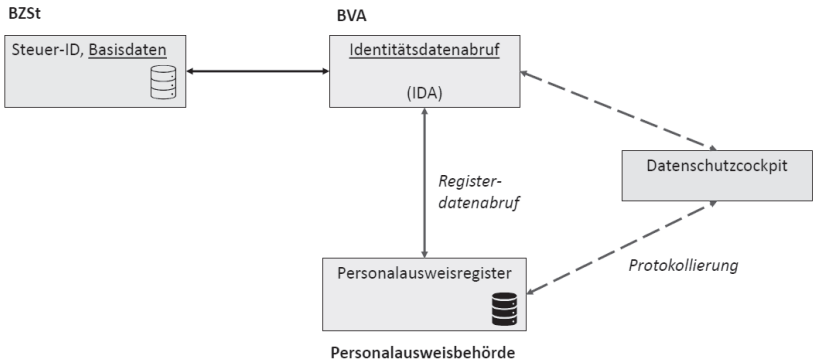 BZSt
BVA
Steuer-ID, Basisdaten
Identitätsdatenabruf
(IDA)
Datenschutzcockpit
Register-
datenabruf
Personalausweisregister
Protokollierung
Personalausweisbehörde